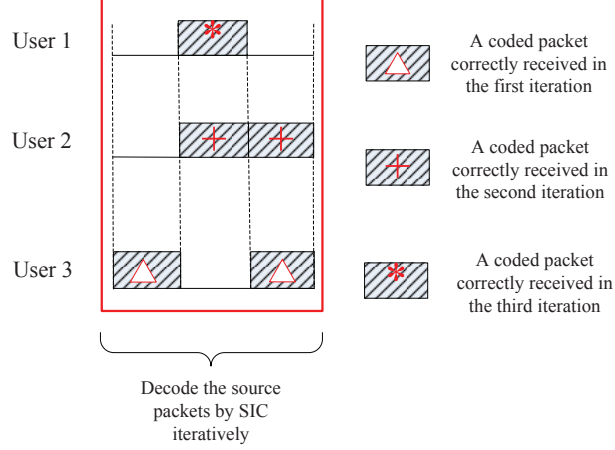 User 1
User 2
User 3
A coded packet
correctly received in
the first iteration
A coded packet
correctly received in
the second iteration
A coded packet
correctly received in
the third iteration
Decode the source
packets by SIC
iteratively